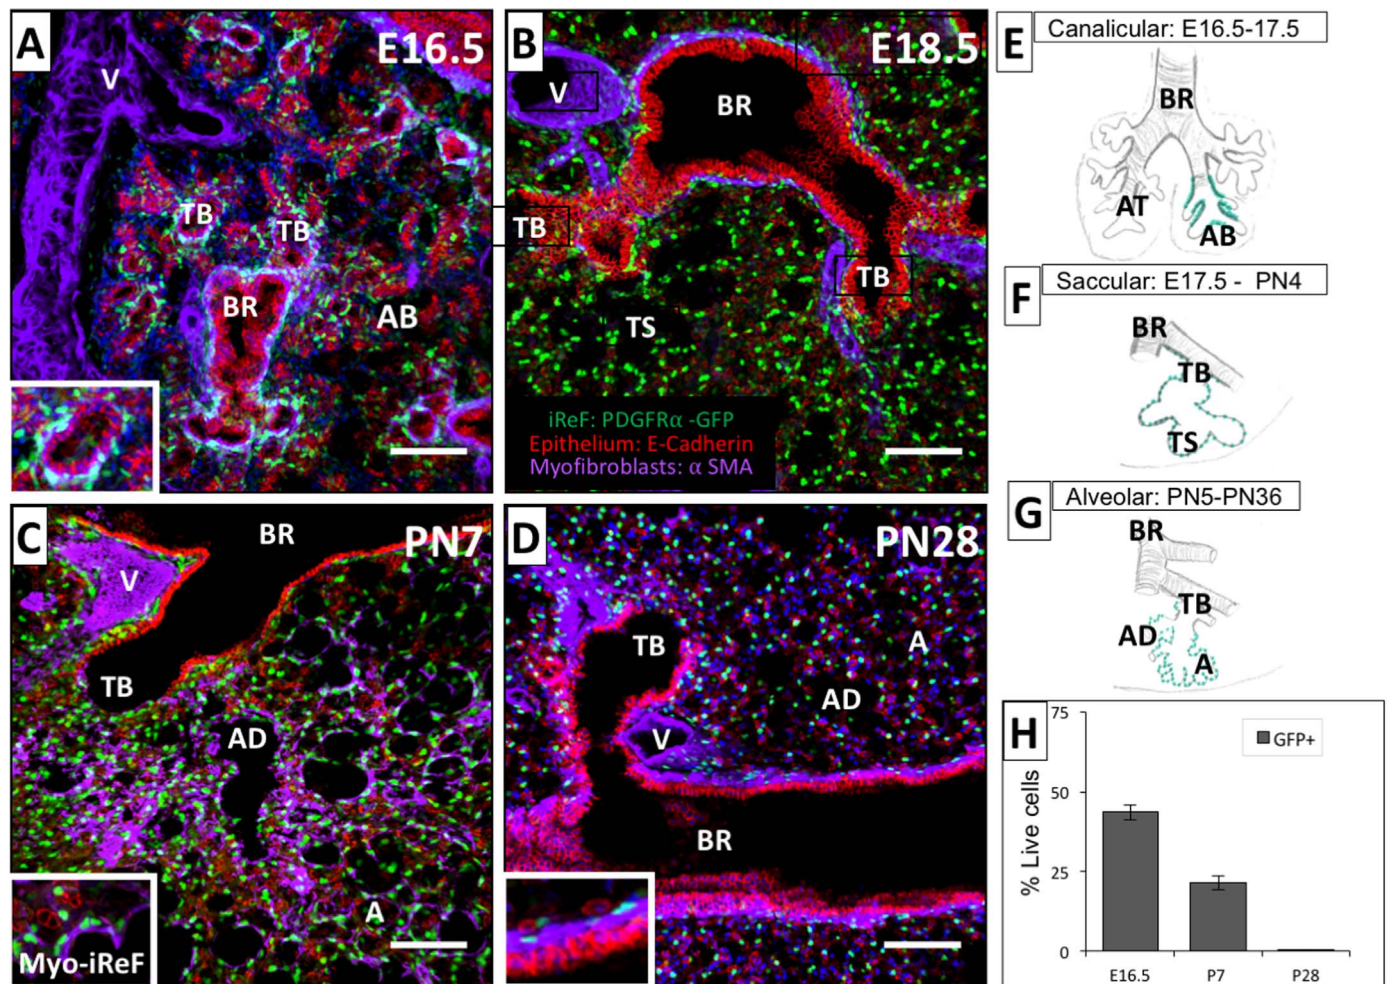 A
E16.5
V
TB
TB
BR
AB
B
E18.5
V
BR
TB
TB
TS
iReF: PDGFRα -GFP
Epithelium: E-Cadherin
Myofibroblasts: α SMA
C
PN7
BR
V
TB
AD
A
Myo-iReF
D
PN28
TB
A
AD
V
BR
E
Canalicular: E16.5-17.5
BR
AT
AB
F
Saccular: E17.5 - PN4
BR
TB
TS
G
Alveolar: PN5-PN36
BR
TB
AD
A
H
75
50
25
0
% Live cells
GFP+
E16.5 P7 P28